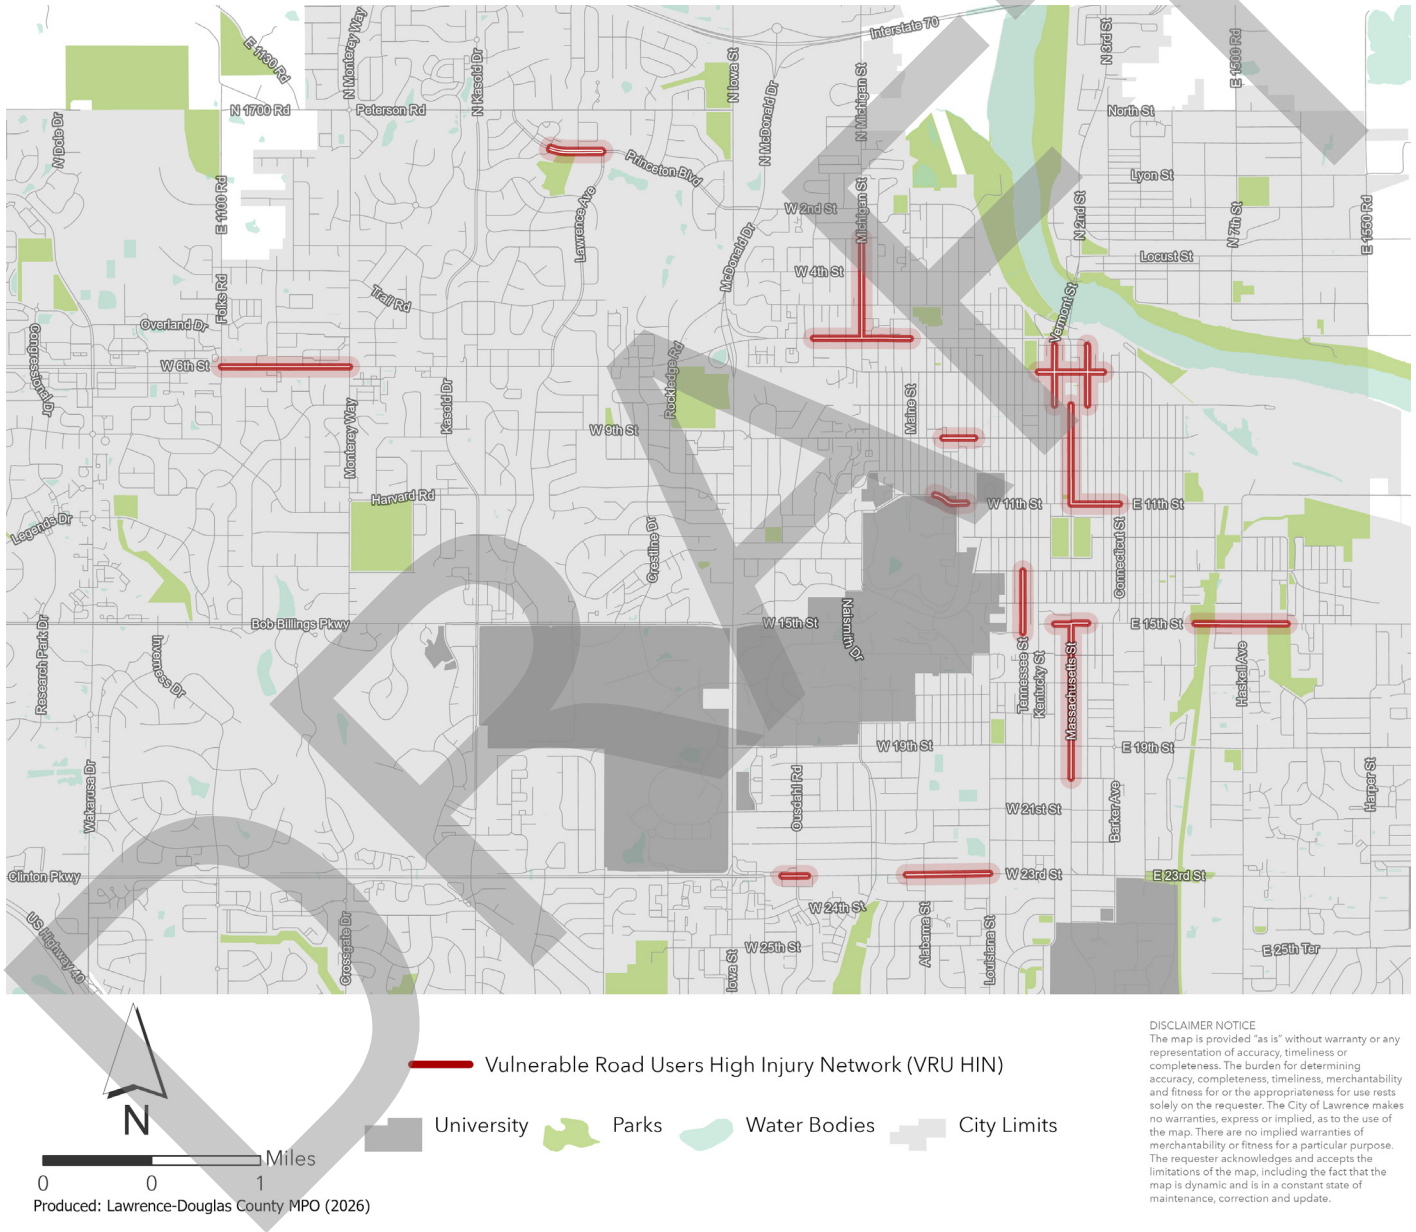 Interstate 70
E 1130 Rd
N Monterey Way
N Kasold Dr
N Iowa St
N McDonald Dr
N Michigan St
N 3rd St
E 1500 Rd
N 1700 Rd
Peterson Rd
North St
N Dole Dr
Princeton Blvd
Lyon St
E 1100 Rd
Lawrence Ave
W 2nd St
Michigan St
N 2nd St
N 7th St
E 1550 Rd
McDonald Dr
W 4th St
Locust St
Folks Rd
Trail Rd
Vermont St
Overland Dr
Congressional Dr
W 6th St
Rockledge Rd
Kasold Dr
Maine St
Monterey Way
W 9th St
Harvard Rd
W 11th St
E 11th St
Legends Dr
Crestline Dr
Connecticut St
Bob Billings Pkwy
W 15th St
Naismith Dr
E 15th St
Research Park Dr
Inverness Dr
Tennessee St
Kentucky St
Massachusetts St
Haskell Ave
W 19th St
E 19th St
Wakarusa Dr
Ousdahl Rd
W 21st St
Barker Ave
Harper St
Clinton Pkwy
W 23rd St
E 23rd St
W 24th St
US Highway 40
Crossgate Dr
W 25th St
Iowa St
Alabama St
Louisiana St
E 25th Ter
DRAFT
N
0 0 1 Miles
Produced: Lawrence-Douglas County MPO (2026)
Vulnerable Road Users High Injury Network (VRU HIN)
University Parks Water Bodies City Limits
DISCLAIMER NOTICE
The map is provided "as is" without warranty or any
representation of accuracy, timeliness or
completeness. The burden for determining
accuracy, completeness, timeliness, merchantability
and fitness for or the appropriateness for use rests
solely on the requester. The City of Lawrence makes
no warranties, express or implied, as to the use of
the map. There are no implied warranties of
merchantability or fitness for a particular purpose.
The requester acknowledges and accepts the
limitations of the map, including the fact that the
map is dynamic and is in a constant state of
maintenance, correction and update.